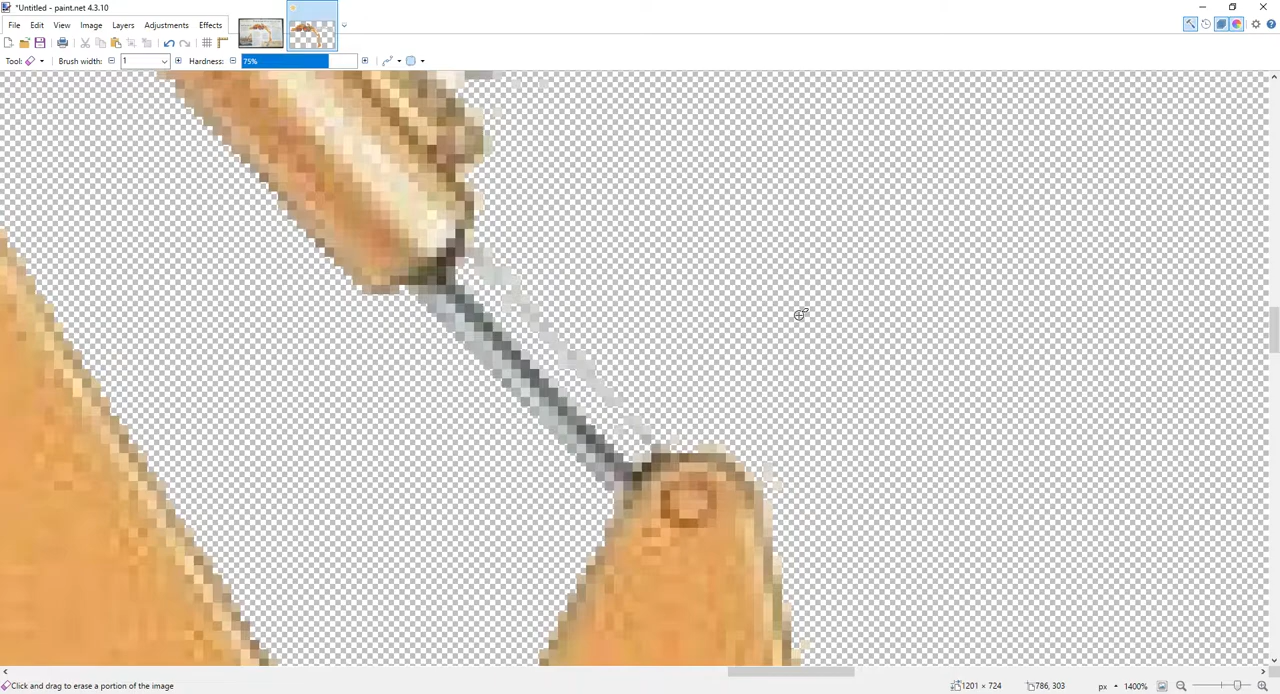 *Untitled - paint.net 4.3.10
File Edit View Image Layers Adjustments Effects
Tool: Brush width: 1 Hardness: 75%
Click and drag to erase a portion of the image 1201 × 724 786, 303 px 1400%